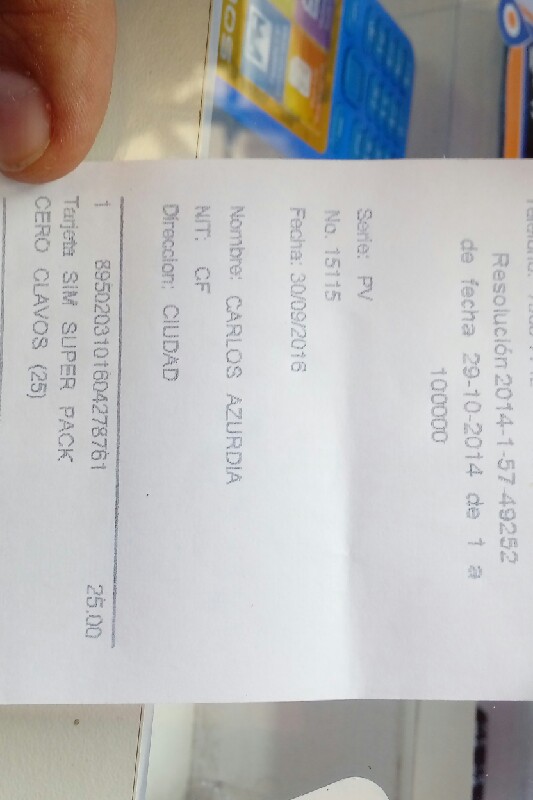 Resolución 2014-1-57-49252
de fecha 29-10-2014 de 1 a
100000
Serie: PV
No. 15115
Fecha: 30/09/2016
Nombre: CARLOS AZURDIA
NIT: CF
Direccion: CIUDAD
1 8950203101604278761 25.00
Tarjeta SIM SUPER PACK
CERO CLAVOS (25)